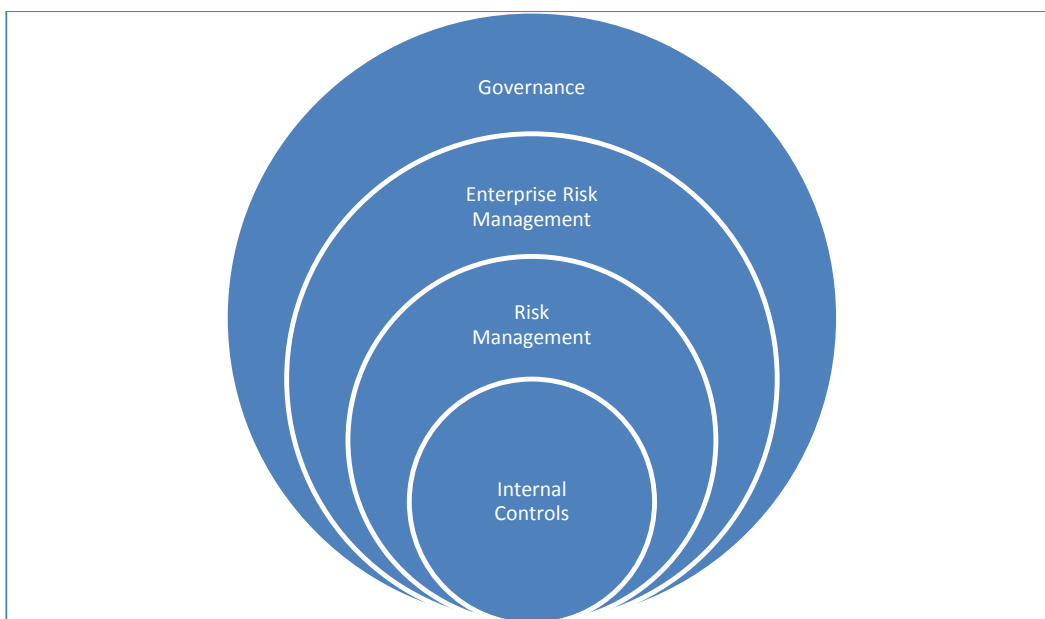 Governance
Enterprise Risk
Management
Risk
Management
Internal
Controls